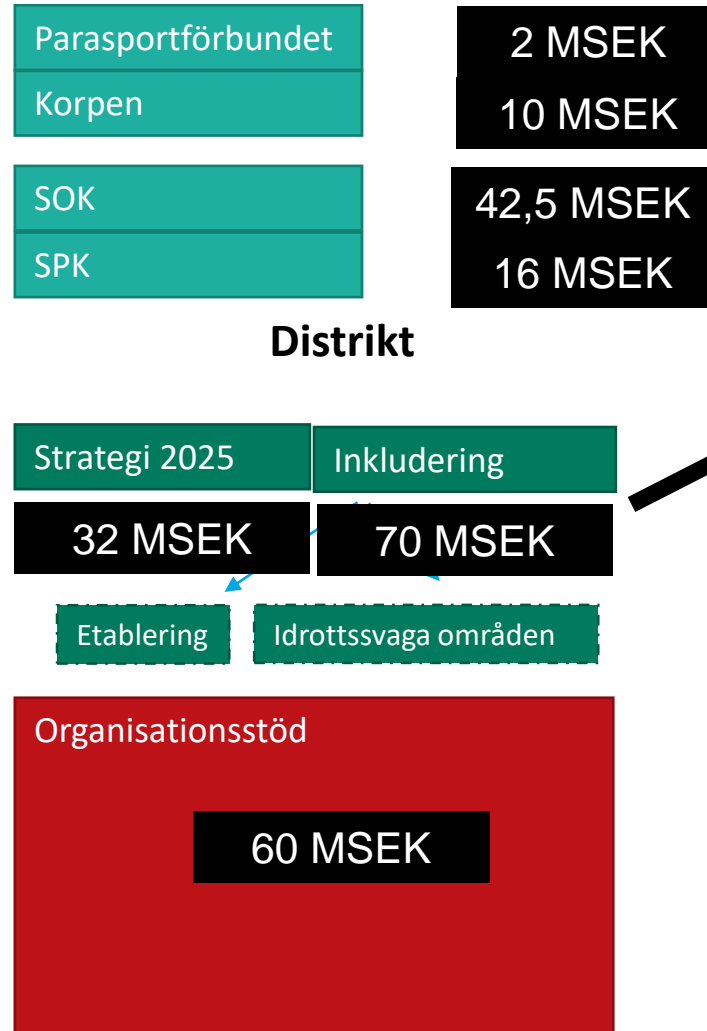 Parasportförbundet 2 MSEK
Korpen 10 MSEK
SOK 42,5 MSEK
SPK 16 MSEK
Distrikt
Strategi 2025 Inkludering
32 MSEK 70 MSEK
Etablering Idrottssvaga områden
Organisationsstöd
60 MSEK